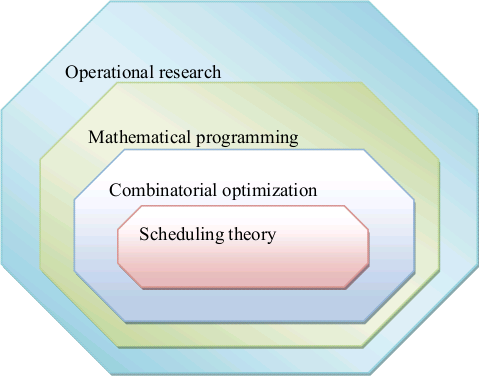 Operational research
Mathematical programming
Combinatorial optimization
Scheduling theory